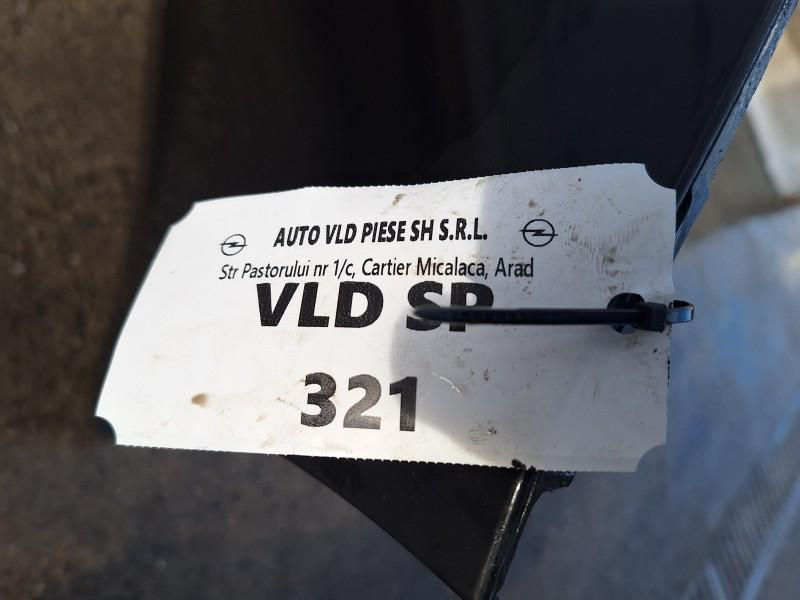 AUTO VLD PIESE SH S.R.L.
Str Pastorului nr 1/c, Cartier Micalaca, Arad
VLD SP
321